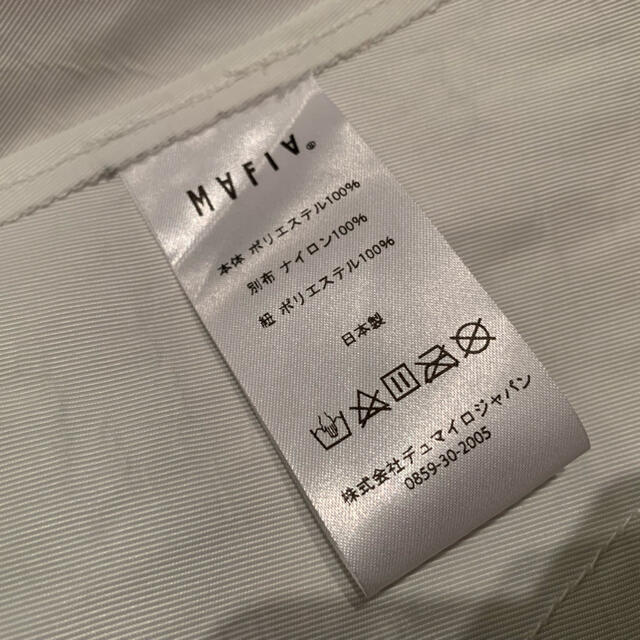 MAFIA®
本体 ポリエステル100%
別布 ナイロン100%
紐 ポリエステル100%
日本製
株式会社デュマイロジャパン
0859-30-2005